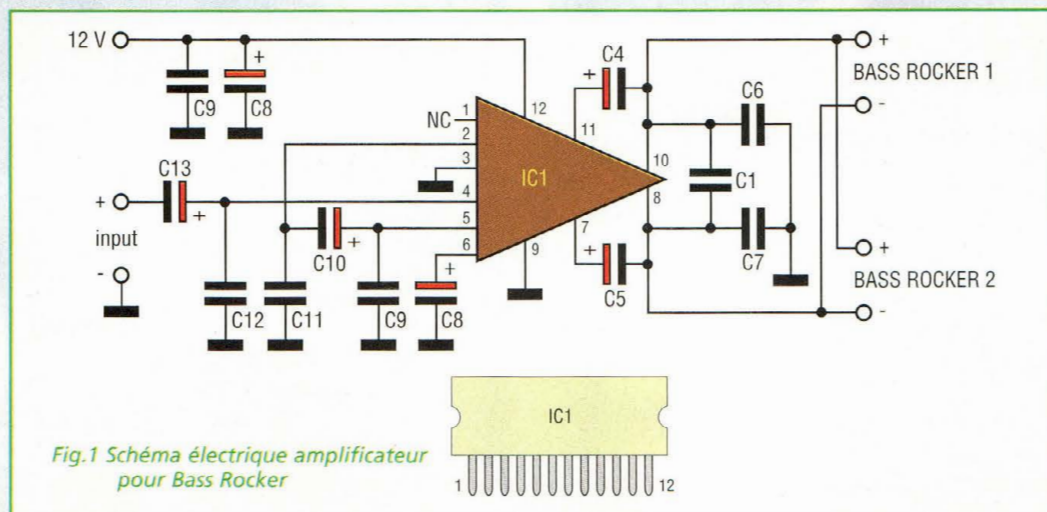 12 V
+
C9
C8
C4
+
C6
+
BASS ROCKER 1
-
NC
1
2
3
4
5
6
12
11
10
8
7
9
IC1
C1
C7
C13
+
+
input
-
C10
+
+
C12
C11
C9
C8
+
C5
+
BASS ROCKER 2
-
IC1
1
12
Fig.1 Schéma électrique amplificateur
pour Bass Rocker